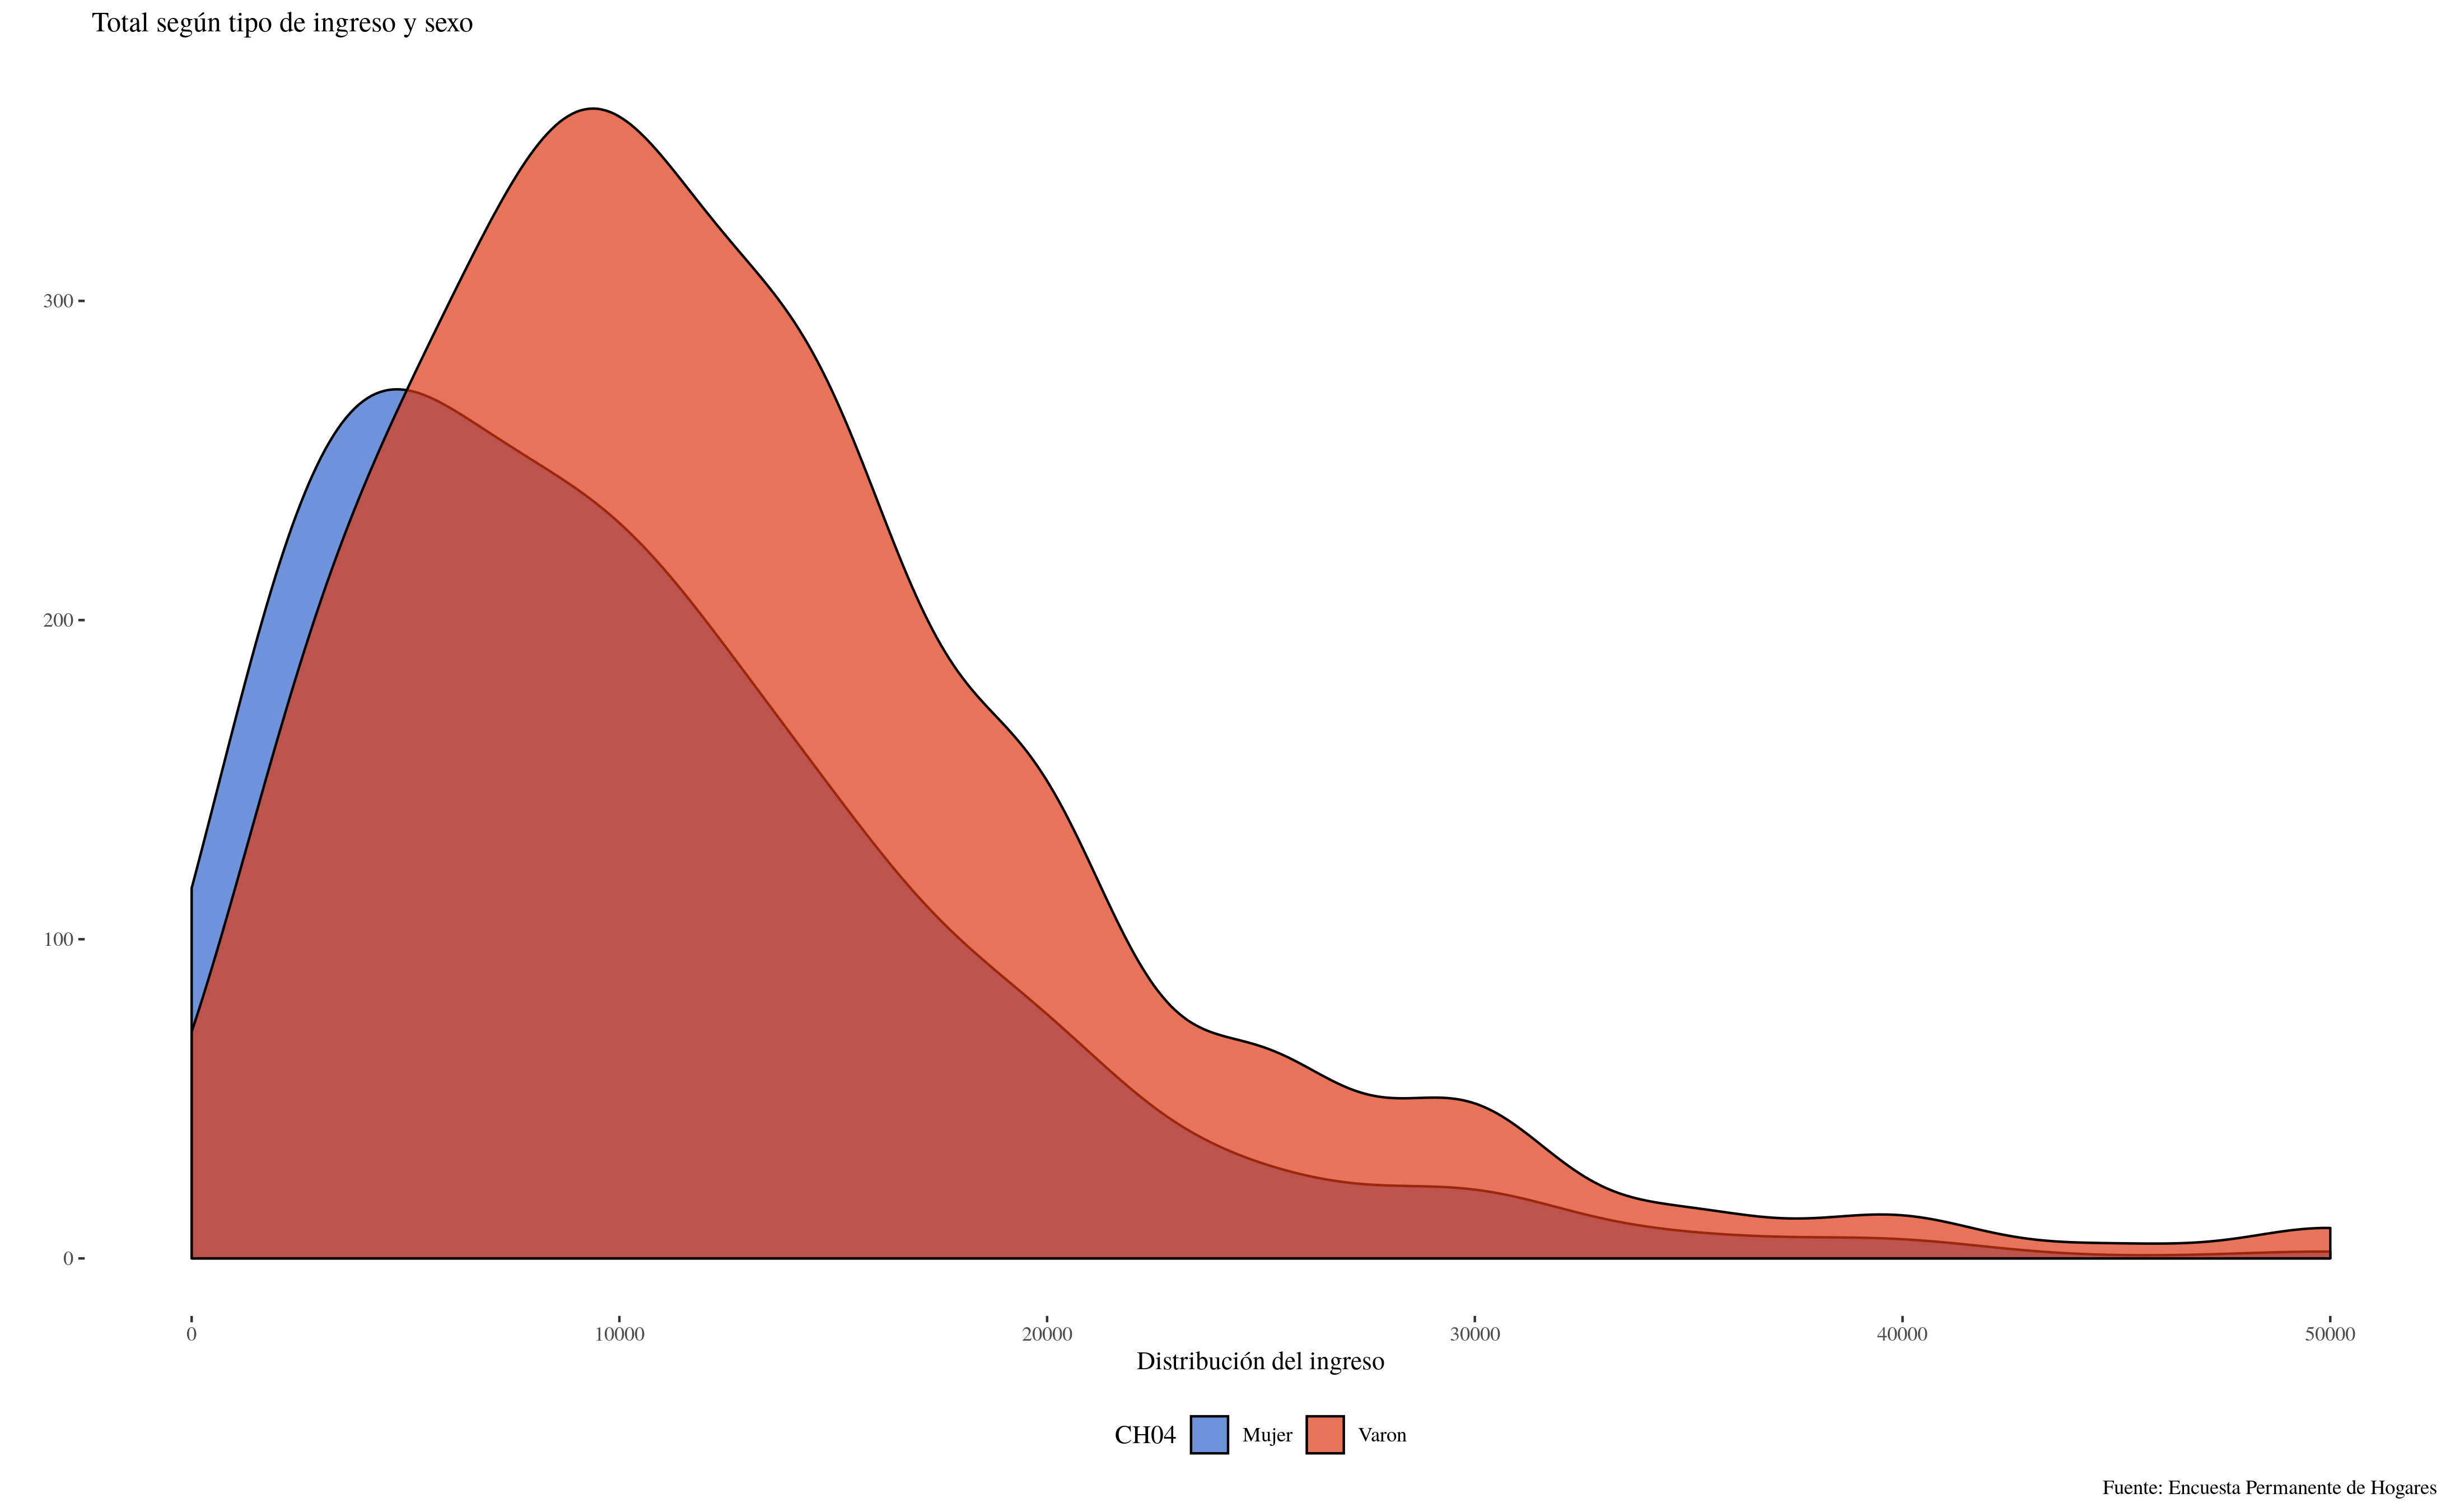 Total según tipo de ingreso y sexo
300
200
100
0
0 10000 20000 30000 40000 50000
Distribución del ingreso
CH04 Mujer Varon
Fuente: Encuesta Permanente de Hogares